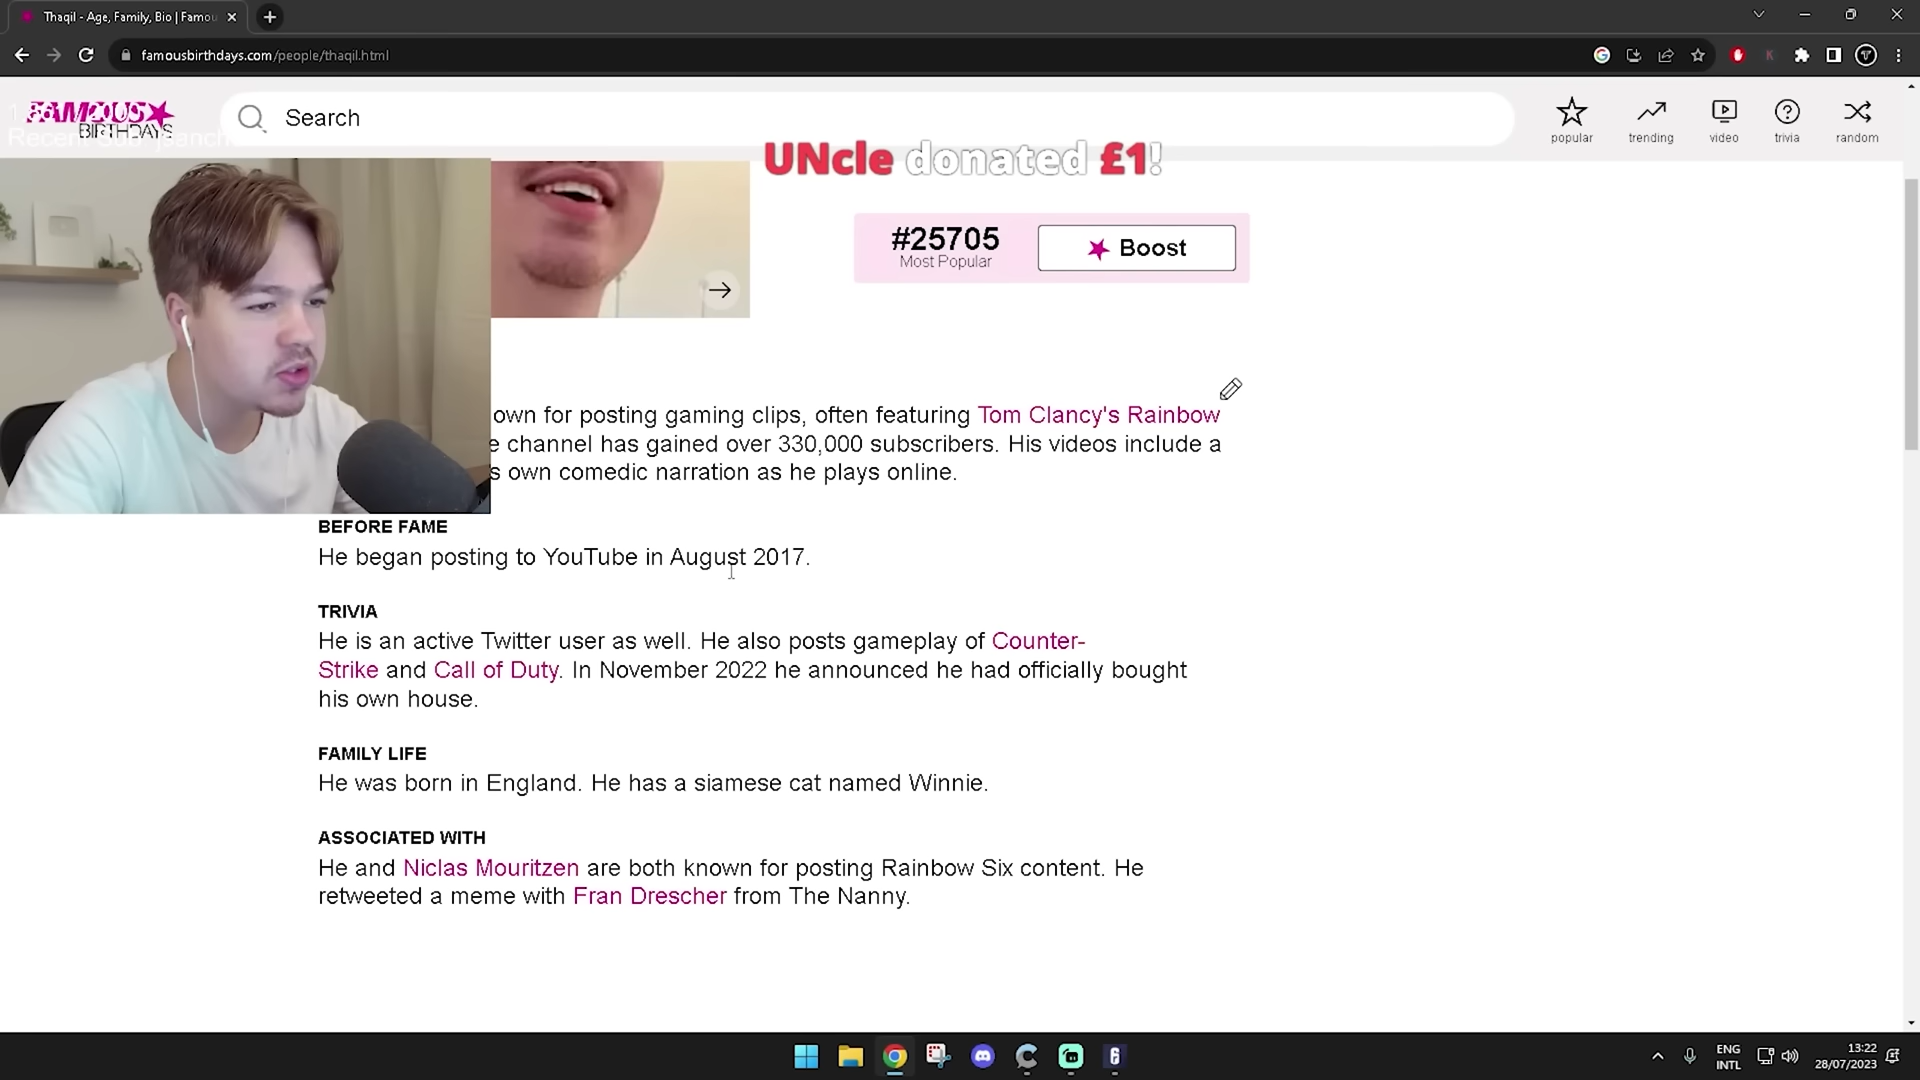 Thaqil - Age, Family, Bio | Famou
famousbirthdays.com/people/thaqil.html
FAMOUS
BIRTHDAYS
Search
popular
trending
video
trivia
random
UNcle donated £1!
#25705
Most Popular
Boost
own for posting gaming clips, often featuring Tom Clancy's Rainbow
e channel has gained over 330,000 subscribers. His videos include a
s own comedic narration as he plays online.
BEFORE FAME
He began posting to YouTube in August 2017.
TRIVIA
He is an active Twitter user as well. He also posts gameplay of Counter-
Strike and Call of Duty. In November 2022 he announced he had officially bought
his own house.
FAMILY LIFE
He was born in England. He has a siamese cat named Winnie.
ASSOCIATED WITH
He and Niclas Mouritzen are both known for posting Rainbow Six content. He
retweeted a meme with Fran Drescher from The Nanny.
ENG
INTL
13:22
28/07/2023